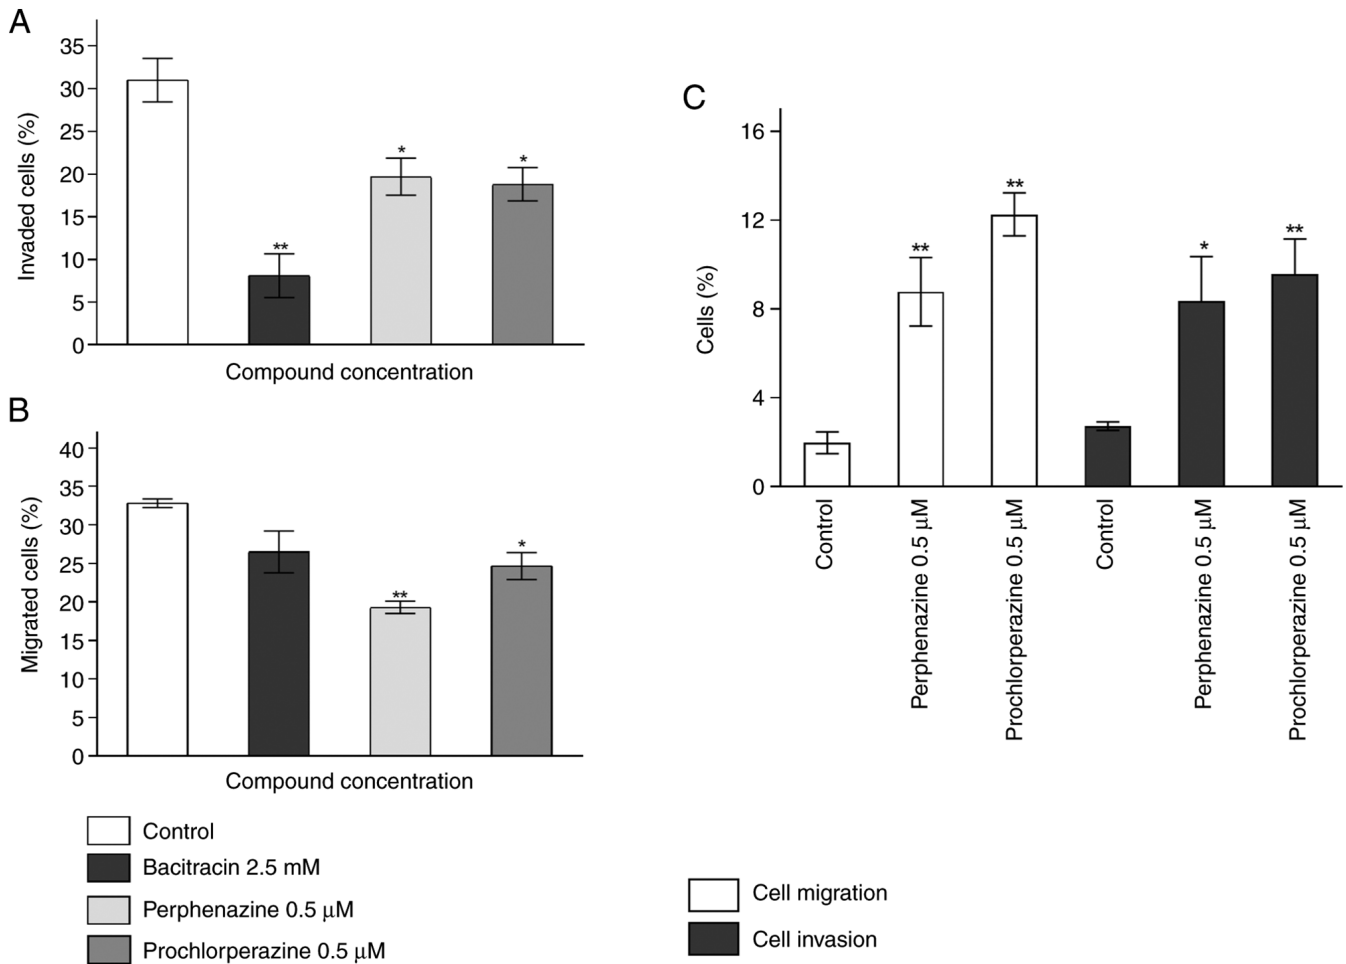 A
35
30
25
20
15
10
5
0
Invaded cells (%)
**
*
*
Compound concentration
B
40
35
30
25
20
15
10
5
0
Migrated cells (%)
**
*
Compound concentration
Control
Bacitracin 2.5 mM
Perphenazine 0.5 μM
Prochlorperazine 0.5 μM
C
16
12
8
4
0
Cells (%)
**
**
*
**
Control
Perphenazine 0.5 μM
Prochlorperazine 0.5 μM
Control
Perphenazine 0.5 μM
Prochlorperazine 0.5 μM
Cell migration
Cell invasion